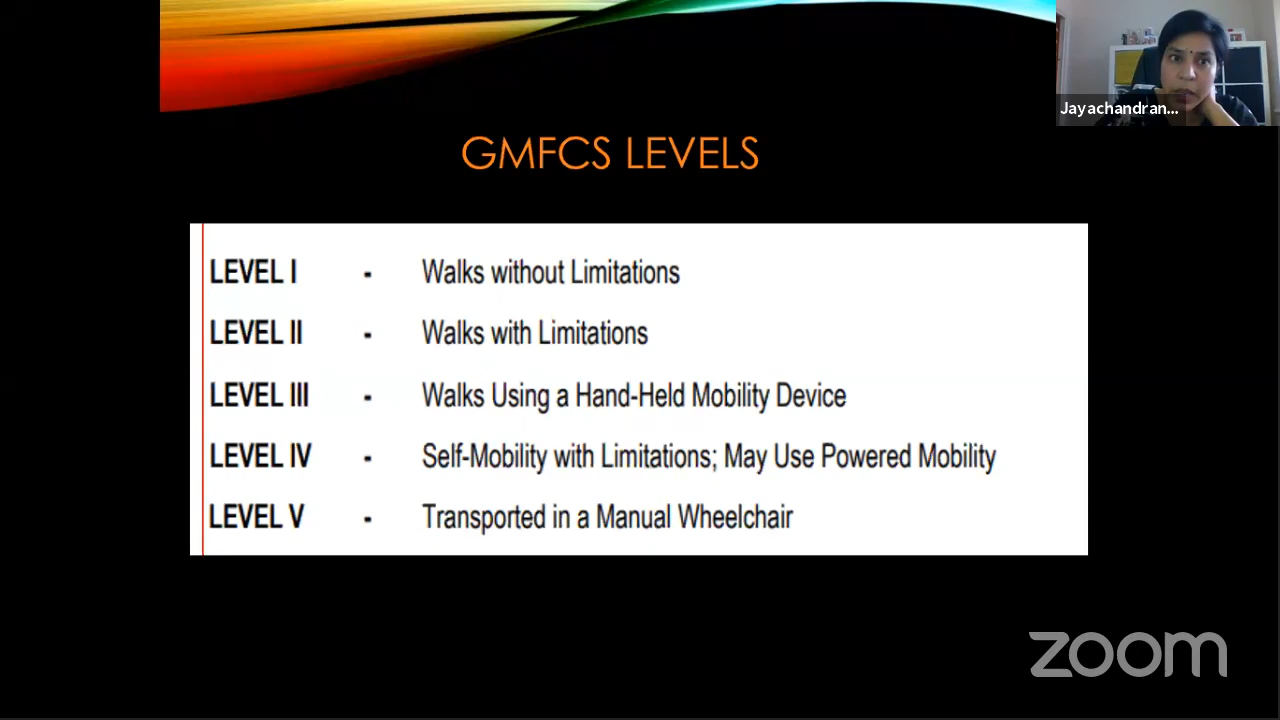 Jayachandran...
GMFCS LEVELS
LEVEL I - Walks without Limitations
LEVEL II - Walks with Limitations
LEVEL III - Walks Using a Hand-Held Mobility Device
LEVEL IV - Self-Mobility with Limitations; May Use Powered Mobility
LEVEL V - Transported in a Manual Wheelchair
zoom